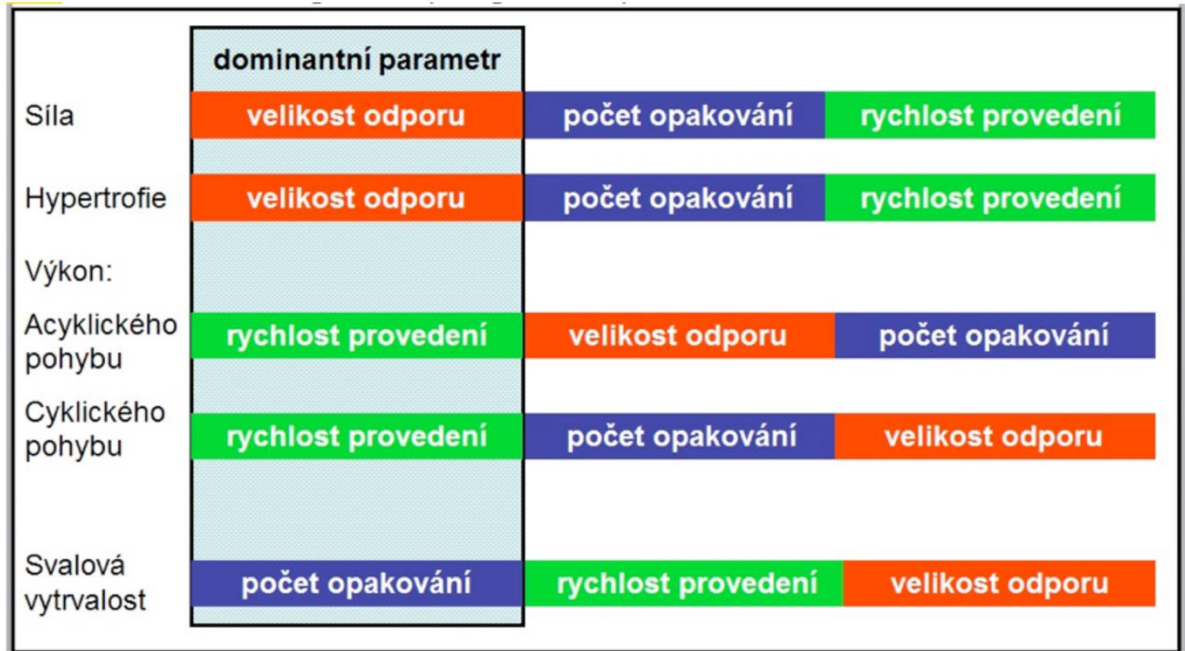 dominantní parametr
Síla velikost odporu počet opakování rychlost provedení
Hypertrofie velikost odporu počet opakování rychlost provedení
Výkon:
Acyklického
pohybu rychlost provedení velikost odporu počet opakování
Cyklického
pohybu rychlost provedení počet opakování velikost odporu
Svalová
vytrvalost počet opakování rychlost provedení velikost odporu